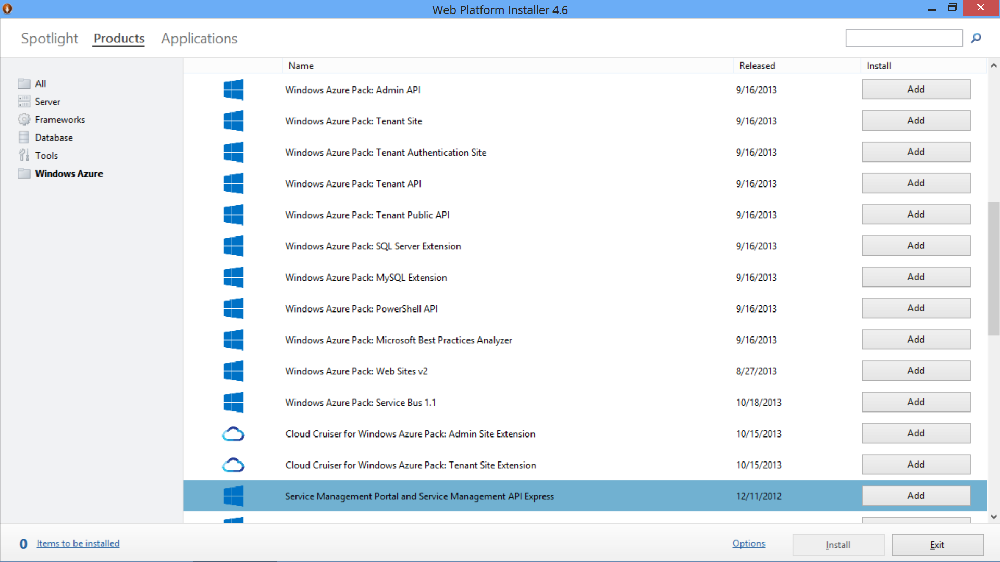 Web Platform Installer 4.6
Spotlight Products Applications
Name Released Install
All
Server
Frameworks
Database
Tools
Windows Azure
Windows Azure Pack: Admin API 9/16/2013 Add
Windows Azure Pack: Tenant Site 9/16/2013 Add
Windows Azure Pack: Tenant Authentication Site 9/16/2013 Add
Windows Azure Pack: Tenant API 9/16/2013 Add
Windows Azure Pack: Tenant Public API 9/16/2013 Add
Windows Azure Pack: SQL Server Extension 9/16/2013 Add
Windows Azure Pack: MySQL Extension 9/16/2013 Add
Windows Azure Pack: PowerShell API 9/16/2013 Add
Windows Azure Pack: Microsoft Best Practices Analyzer 9/16/2013 Add
Windows Azure Pack: Web Sites v2 8/27/2013 Add
Windows Azure Pack: Service Bus 1.1 10/18/2013 Add
Cloud Cruiser for Windows Azure Pack: Admin Site Extension 10/15/2013 Add
Cloud Cruiser for Windows Azure Pack: Tenant Site Extension 10/15/2013 Add
Service Management Portal and Service Management API Express 12/11/2012 Add
0 Items to be installed Options Install Exit